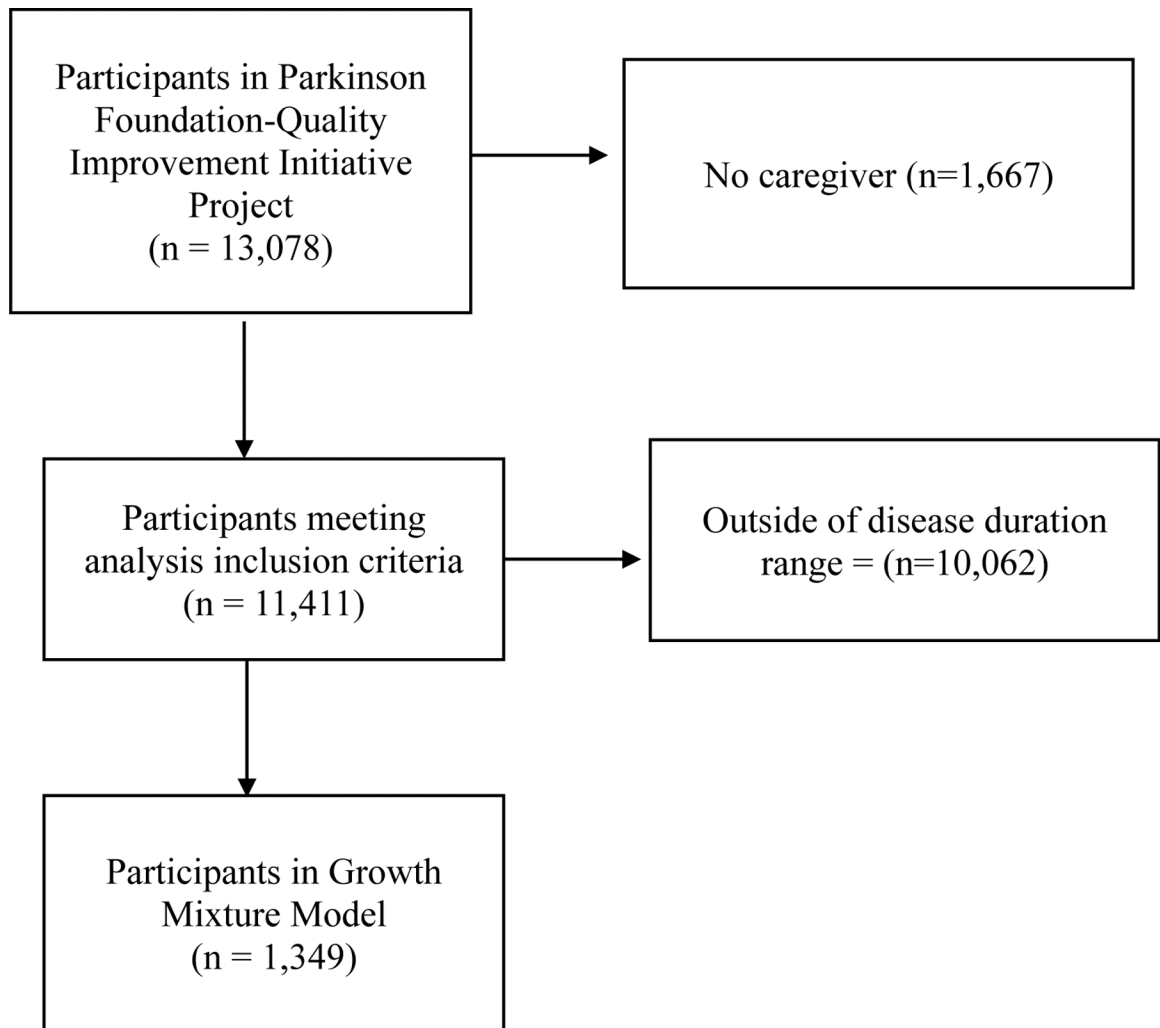 Participants in Parkinson
Foundation-Quality
Improvement Initiative
Project
(n = 13,078)
No caregiver (n=1,667)
Participants meeting
analysis inclusion criteria
(n = 11,411)
Outside of disease duration
range = (n=10,062)
Participants in Growth
Mixture Model
(n = 1,349)